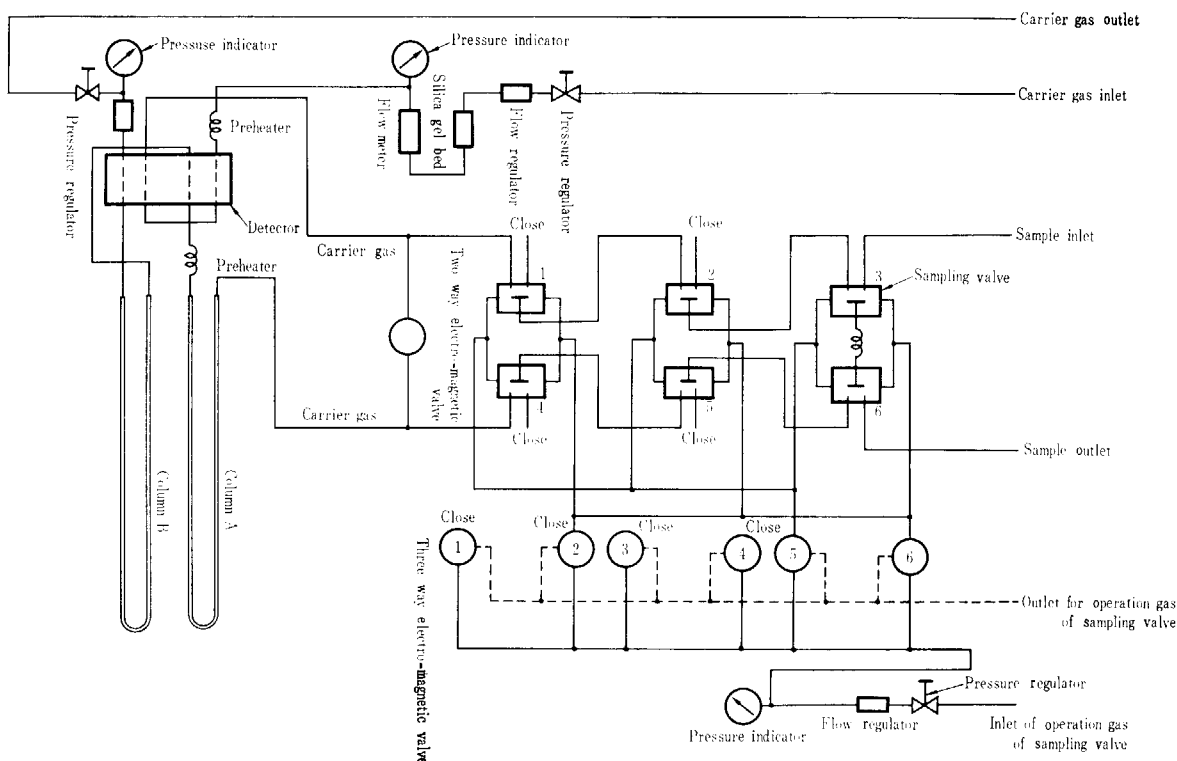 Carrier gas outlet
Pressuse indicator
Pressure indicator
Carrier gas inlet
Silica gel bed
Flow meter
Flow regulator
Pressure regulator
Preheater
Pressure regulator
Detector
Preheater
Carrier gas
Close
Close
Sample inlet
1
2
3
Sampling valve
Two way electro-magnetic valve
4
5
6
Carrier gas
Close
Close
Sample outlet
Column B
Column A
Close
Close
Close
Close
1
2
3
4
5
6
Three way electro-magnetic valve
Outlet for operation gas
of sampling valve
Pressure regulator
Flow regulator
Pressure indicator
Inlet of operation gas
of sampling valve